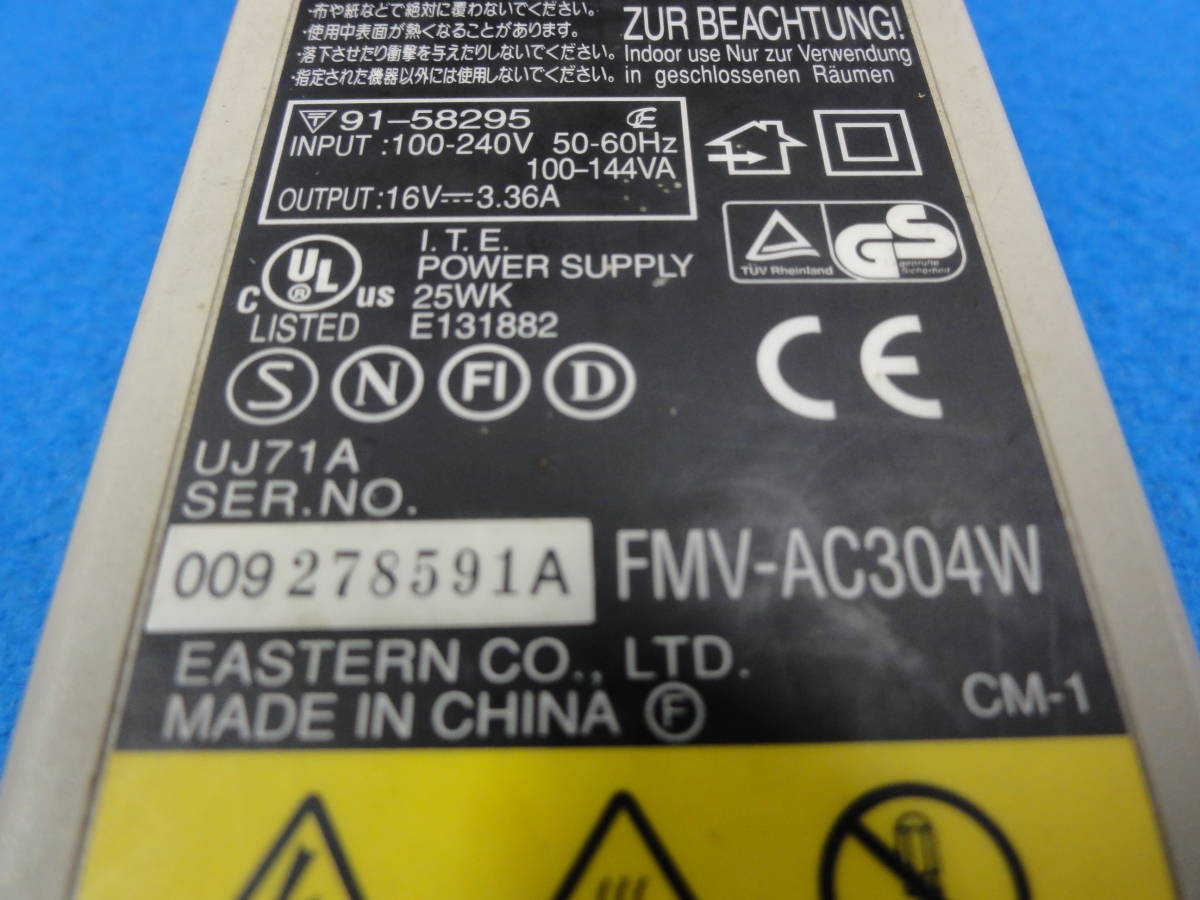 ・布や紙などで絶対に覆わないでください。
・使用中表面が熱くなることがあります。
・落下させたり衝撃を与えたりしないでください。
・指定された機器以外には使用しないでください。
ZUR BEACHTUNG!
Indoor use Nur zur Verwendung
in geschlossenen Räumen
T 91-58295
INPUT :100-240V 50-60Hz
100-144VA
OUTPUT:16V⎓3.36A
TÜV Rheinland
GS
geprüfte
Sicherheit
C UL ® US
LISTED
I. T. E.
POWER SUPPLY
25WK
E131882
S N FI D
CE
UJ71A
SER.NO.
009278591A
FMV-AC304W
EASTERN CO., LTD.
MADE IN CHINA F
CM-1